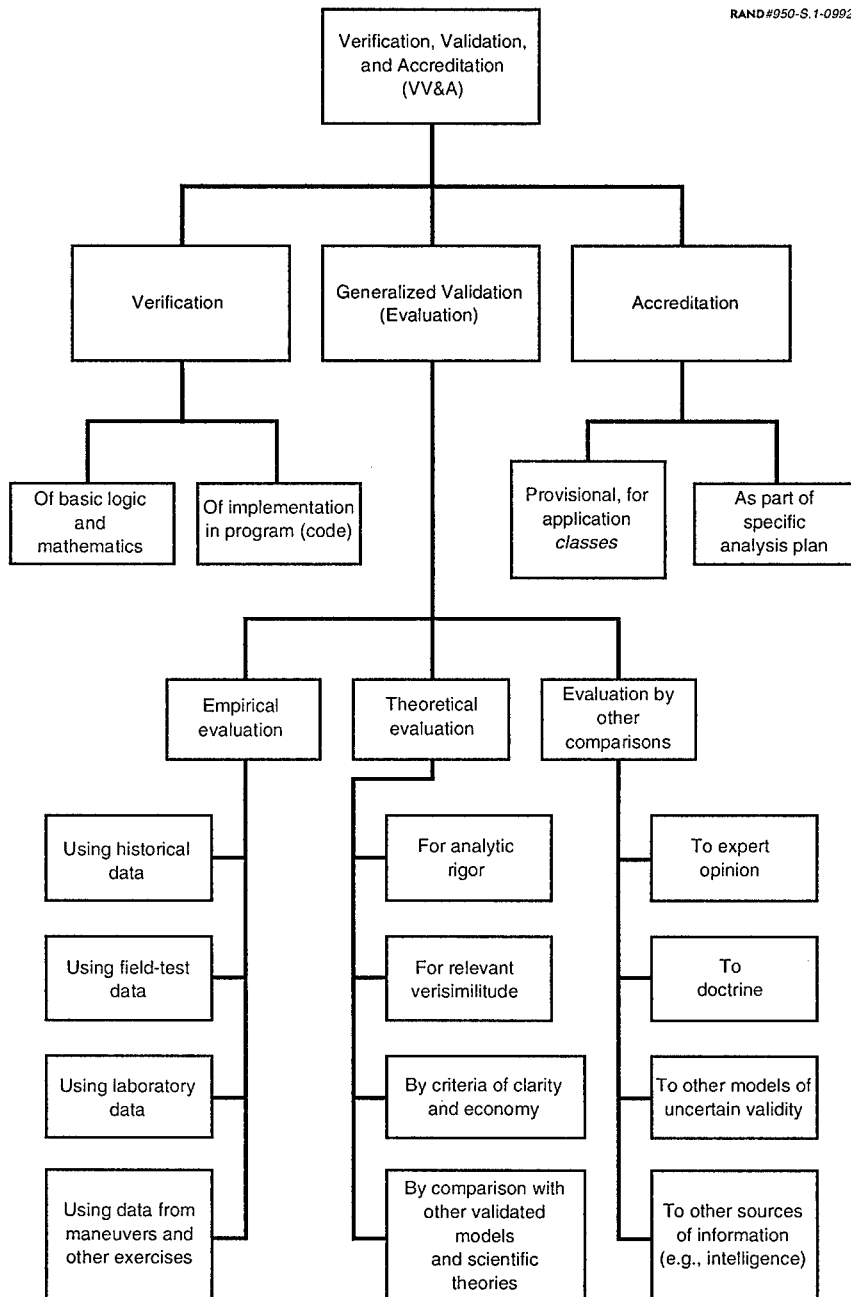 RAND#950-S.1-0992
Verification, Validation,
and Accreditation
(VV&A)
Verification
Generalized Validation
(Evaluation)
Accreditation
Of basic logic
and
mathematics
Of implementation
in program (code)
Provisional, for
application
classes
As part of
specific
analysis plan
Empirical
evaluation
Theoretical
evaluation
Evaluation by
other
comparisons
Using historical
data
For analytic
rigor
To expert
opinion
Using field-test
data
For relevant
verisimilitude
To
doctrine
Using laboratory
data
By criteria of clarity
and economy
To other models of
uncertain validity
Using data from
maneuvers and
other exercises
By comparison with
other validated
models
and scientific
theories
To other sources
of information
(e.g., intelligence)